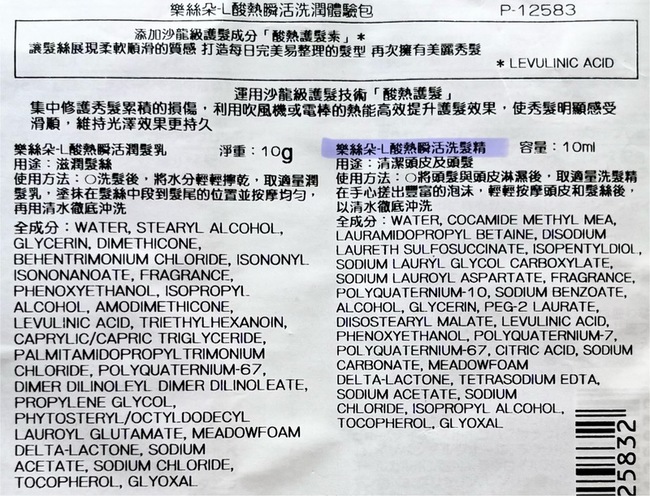 樂絲朵-L酸熱瞬活洗潤體驗包 P-12583
添加沙龍級護髮成分「酸熱護髮素」*
讓髮絲展現柔軟順滑的質感 打造每日完美易整理的髮型 再次擁有美麗秀髮
* LEVULINIC ACID
運用沙龍級護髮技術「酸熱護髮」
集中修護秀髮累積的損傷，利用吹風機或電棒的熱能高效提升護髮效果，使秀髮明顯感受
滑順，維持光澤效果更持久
樂絲朵-L酸熱瞬活潤髮乳 淨重：10g
用途：滋潤髮絲
使用方法：○洗髮後，將水分輕輕擰乾，取適量潤
髮乳，塗抹在髮絲中段到髮尾的位置並按摩均勻，
再用清水徹底沖洗
全成分：WATER, STEARYL ALCOHOL,
GLYCERIN, DIMETHICONE,
BEHENTRIMONIUM CHLORIDE, ISONONYL
ISONONANOATE, FRAGRANCE,
PHENOXYETHANOL, ISOPROPYL
ALCOHOL, AMODIMETHICONE,
LEVULINIC ACID, TRIETHYLHEXANOIN,
CAPRYLIC/CAPRIC TRIGLYCERIDE,
PALMITAMIDOPROPYLTRIMONIUM
CHLORIDE, POLYQUATERNIUM-67,
DIMER DILINOLEYL DIMER DILINOLEATE,
PROPYLENE GLYCOL,
PHYTOSTERYL/OCTYLDODECYL
LAUROYL GLUTAMATE, MEADOWFOAM
DELTA-LACTONE, SODIUM
ACETATE, SODIUM CHLORIDE,
TOCOPHEROL, GLYOXAL
樂絲朵-L酸熱瞬活洗髮精 容量：10ml
用途：清潔頭皮及頭髮
使用方法：○將頭髮與頭皮淋濕後，取適量洗髮精
在手心搓出豐富的泡沫，輕輕按摩頭皮和髮絲後，
以清水徹底沖洗
全成分：WATER, COCAMIDE METHYL MEA,
LAURAMIDOPROPYL BETAINE, DISODIUM
LAURETH SULFOSUCCINATE, ISOPENTYLDIOL,
SODIUM LAURYL GLYCOL CARBOXYLATE,
SODIUM LAUROYL ASPARTATE, FRAGRANCE,
POLYQUATERNIUM-10, SODIUM BENZOATE,
ALCOHOL, GLYCERIN, PEG-2 LAURATE,
DIISOSTEARYL MALATE, LEVULINIC ACID,
PHENOXYETHANOL, POLYQUATERNIUM-7,
POLYQUATERNIUM-67, CITRIC ACID, SODIUM
CARBONATE, MEADOWFOAM
DELTA-LACTONE, TETRASODIUM EDTA,
SODIUM ACETATE, SODIUM
CHLORIDE, ISOPROPYL ALCOHOL,
TOCOPHEROL, GLYOXAL
25832